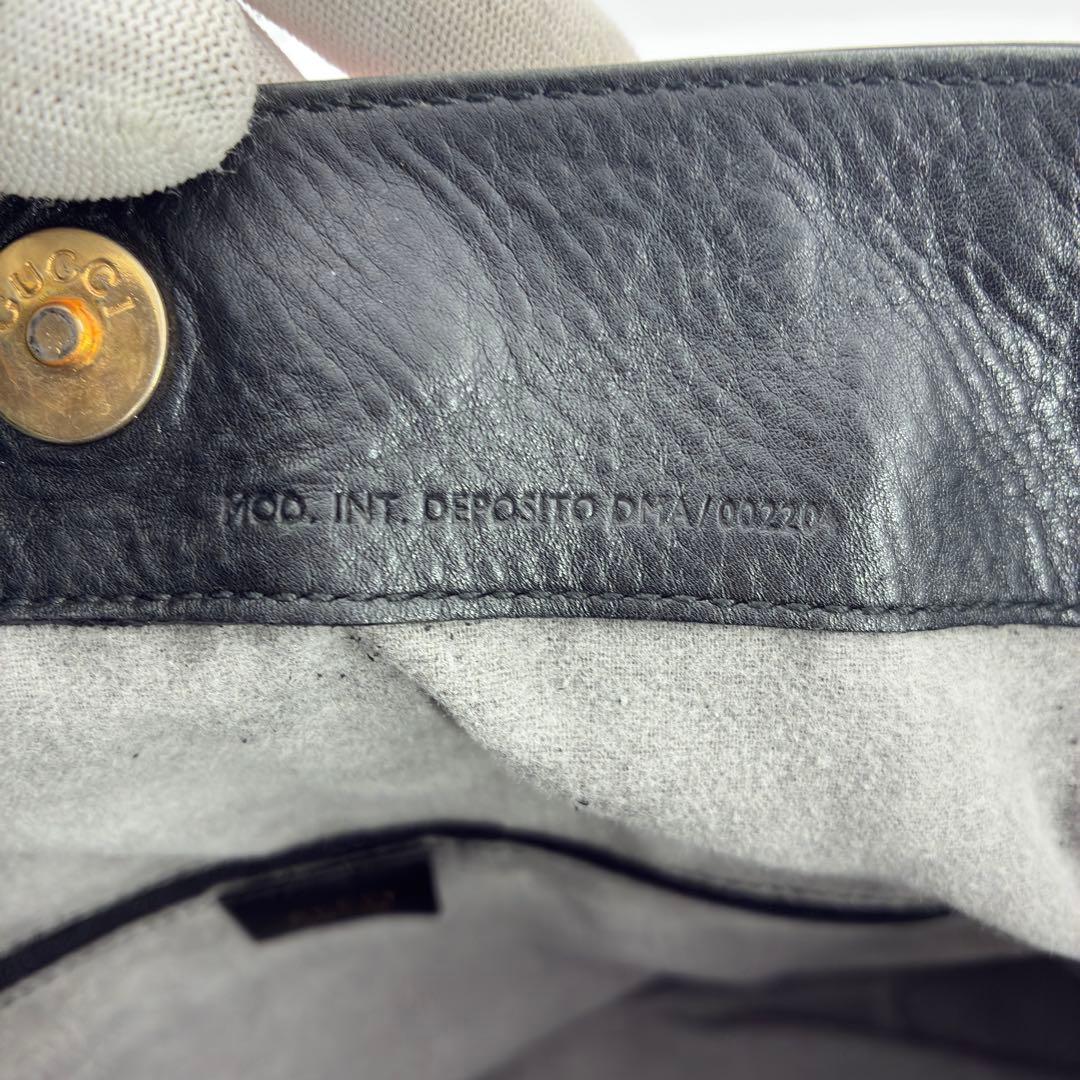 GUCCI
MOD. INT. DEPOSITO DMA/002204